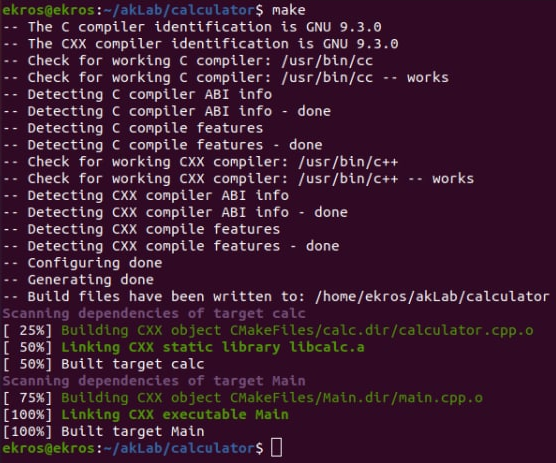 ekros@ekros:~/akLab/calculator$ make
-- The C compiler identification is GNU 9.3.0
-- The CXX compiler identification is GNU 9.3.0
-- Check for working C compiler: /usr/bin/cc
-- Check for working C compiler: /usr/bin/cc -- works
-- Detecting C compiler ABI info
-- Detecting C compiler ABI info - done
-- Detecting C compile features
-- Detecting C compile features - done
-- Check for working CXX compiler: /usr/bin/c++
-- Check for working CXX compiler: /usr/bin/c++ -- works
-- Detecting CXX compiler ABI info
-- Detecting CXX compiler ABI info - done
-- Detecting CXX compile features
-- Detecting CXX compile features - done
-- Configuring done
-- Generating done
-- Build files have been written to: /home/ekros/akLab/calculator
Scanning dependencies of target calc
[ 25%] Building CXX object CMakeFiles/calc.dir/calculator.cpp.o
[ 50%] Linking CXX static library libcalc.a
[ 50%] Built target calc
Scanning dependencies of target Main
[ 75%] Building CXX object CMakeFiles/Main.dir/main.cpp.o
[100%] Linking CXX executable Main
[100%] Built target Main
ekros@ekros:~/akLab/calculator$